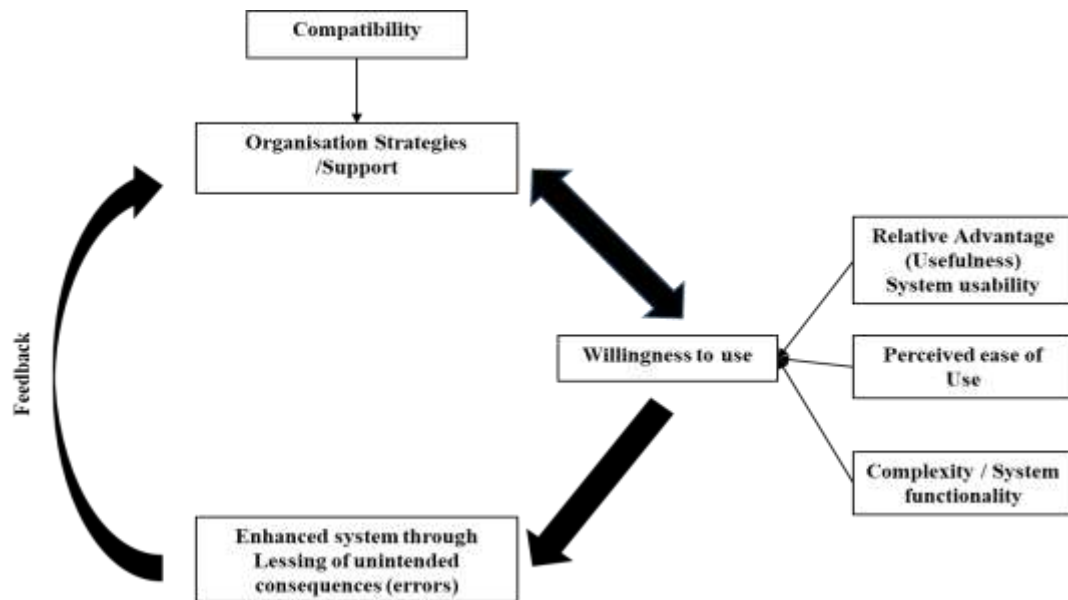 Compatibility
Organisation Strategies
/Support
Relative Advantage
(Usefulness)
System usability
Willingness to use
Perceived ease of
Use
Feedback
Complexity / System
functionality
Enhanced system through
Lessing of unintended
consequences (errors)